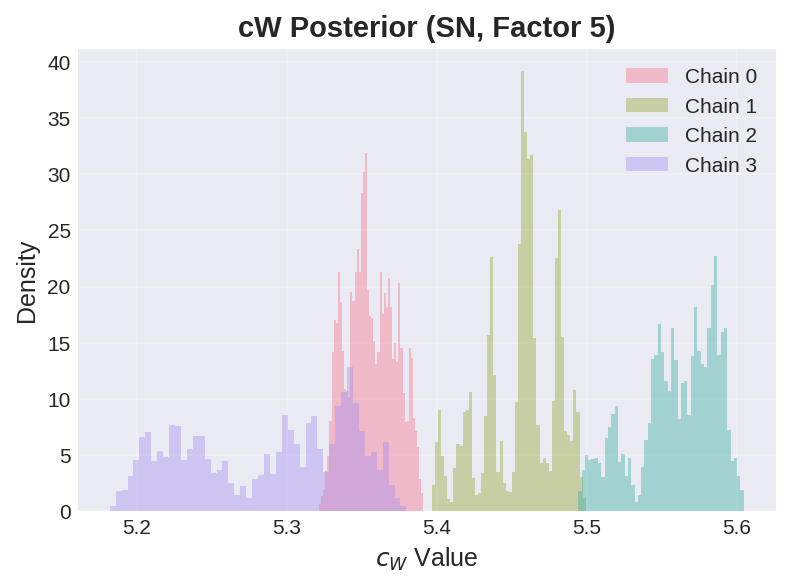 cW Posterior (SN, Factor 5)
Density
40
35
30
25
20
15
10
5
0
Chain 0
Chain 1
Chain 2
Chain 3
5.2 5.3 5.4 5.5 5.6
c_W Value